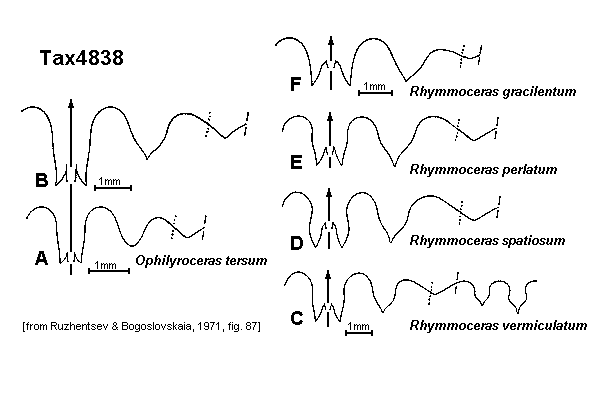 Tax4838
F
1mm
Rhymmoceras gracilentum
B
1mm
E
Rhymmoceras perlatum
A
1mm
Ophilyroceras tersum
D
Rhymmoceras spatiosum
C
1mm
Rhymmoceras vermiculatum
[from Ruzhentsev & Bogoslovskaia, 1971, fig. 87]